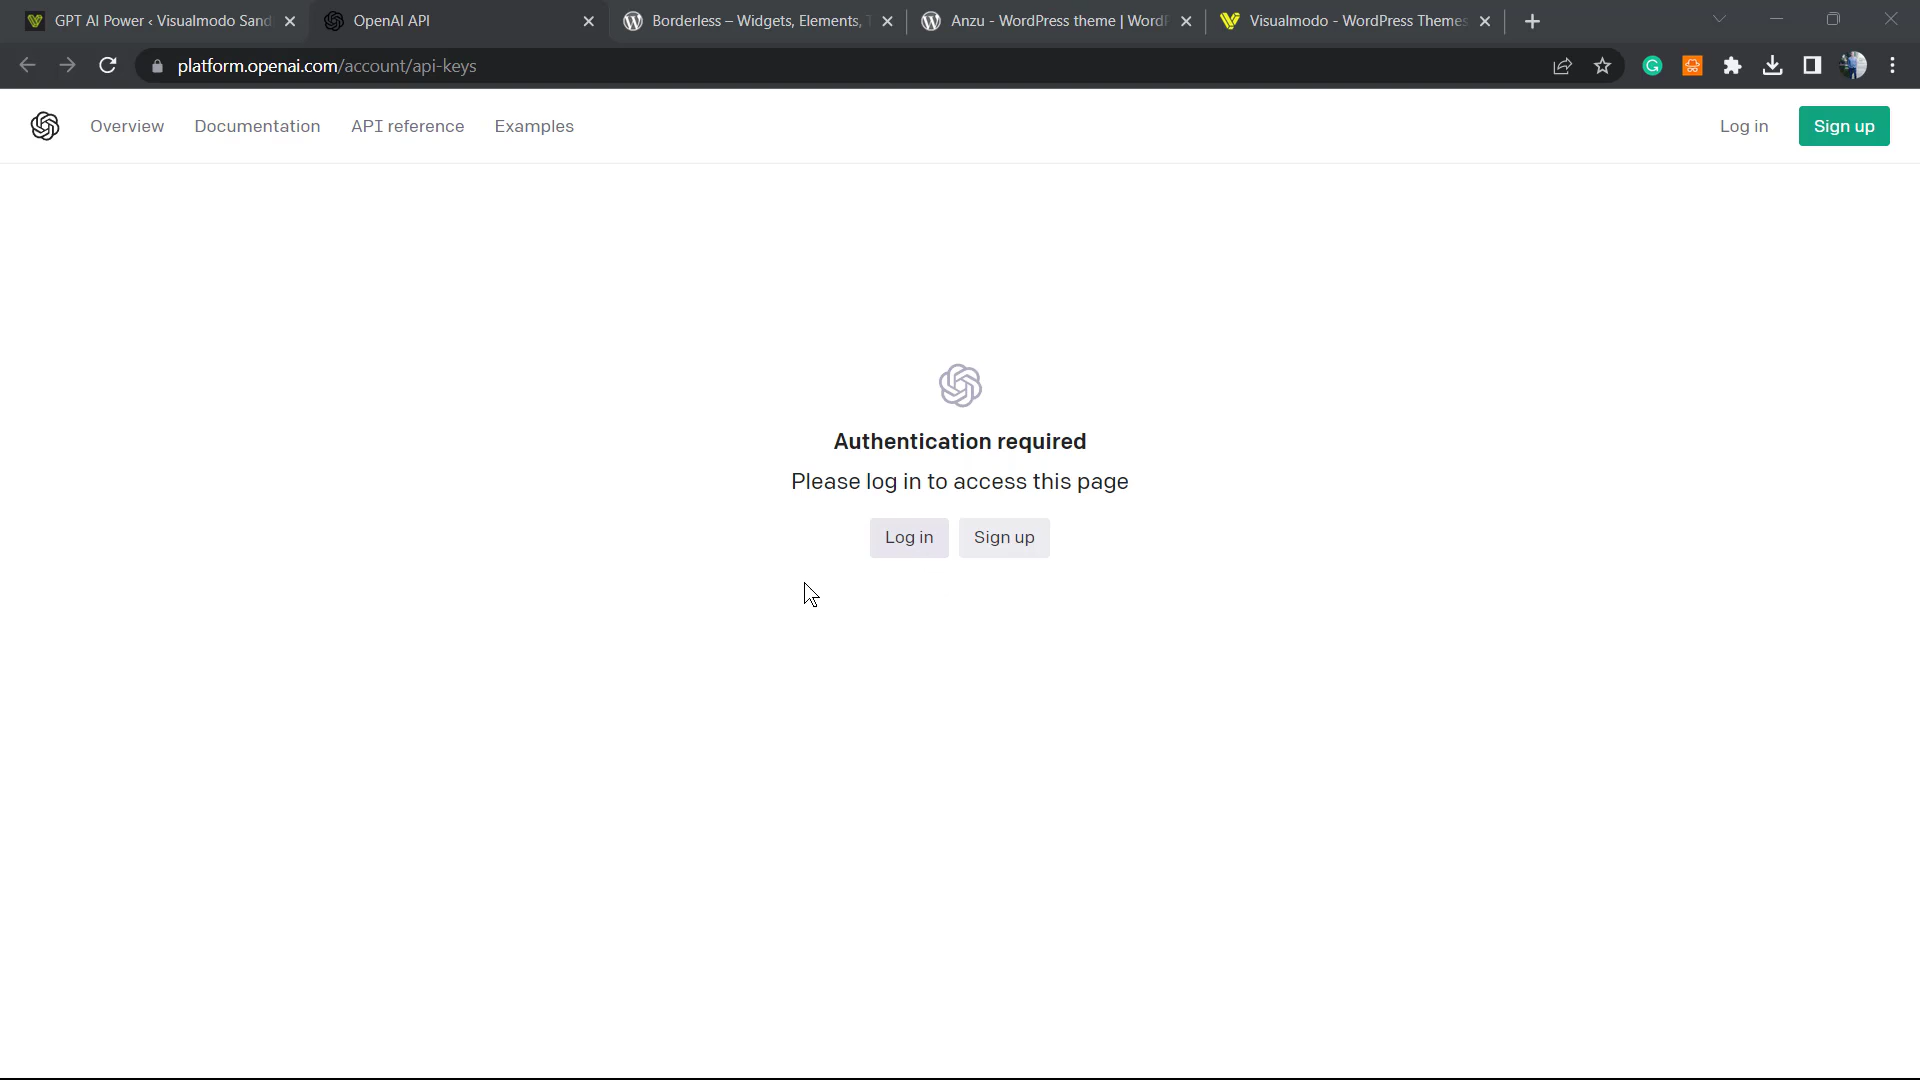 GPT AI Power ‹ Visualmodo Sand
OpenAI API
Borderless – Widgets, Elements,
Anzu - WordPress theme | Word
Visualmodo - WordPress Themes
platform.openai.com/account/api-keys
Overview
Documentation
API reference
Examples
Log in
Sign up
Authentication required
Please log in to access this page
Log in
Sign up